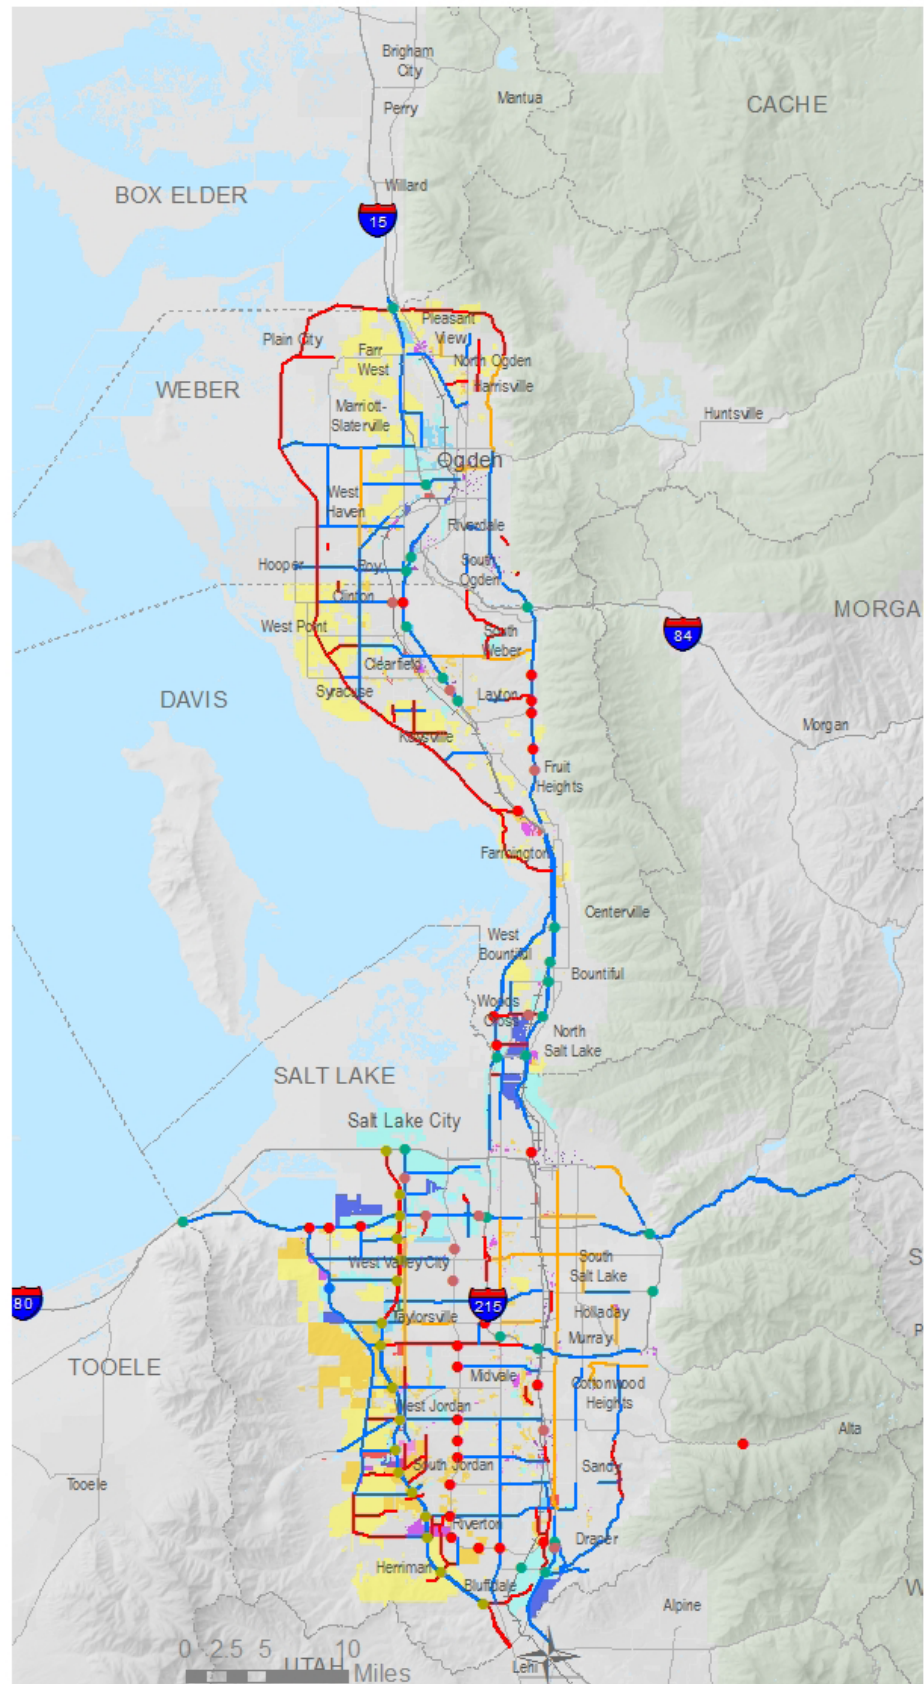 Brigham
City
CACHE
Mantua
Perry
Willard
BOX ELDER
15
Pleasant
View
Plain City
Farr
West
North Ogden
WEBER
Harrisville
Marriott-
Slaterville
Huntsville
Ogden
West
Haven
Riverdale
Hooper
Roy
South
Ogden
Clinton
MORGA
West Point
South
Weber
84
Clearfield
Syracuse
Layton
DAVIS
Morgan
Kaysville
Fruit
Heights
Farmington
Centerville
West
Bountiful
Bountiful
Woods
Cross
North
Salt Lake
SALT LAKE
Salt Lake City
West Valley City
South
Salt Lake
S
80
215
Taylorsville
Holladay
P
Murray
TOOELE
Midvale
Cottonwood
Heights
West Jordan
Alta
South Jordan
Sandy
Tooele
Riverton
Draper
Herriman
Bluffdale
W
Alpine
0 2.5 5 10
Miles
UTAH
Lehi